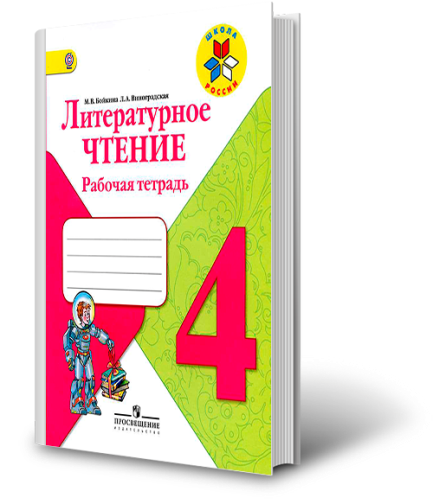 ШКОЛА
РОССИИ
М.В.Бойкина Л.А.Виноградская
Литературное
ЧТЕНИЕ
Рабочая тетрадь
4
ПРОСВЕЩЕНИЕ
ИЗДАТЕЛЬСТВО